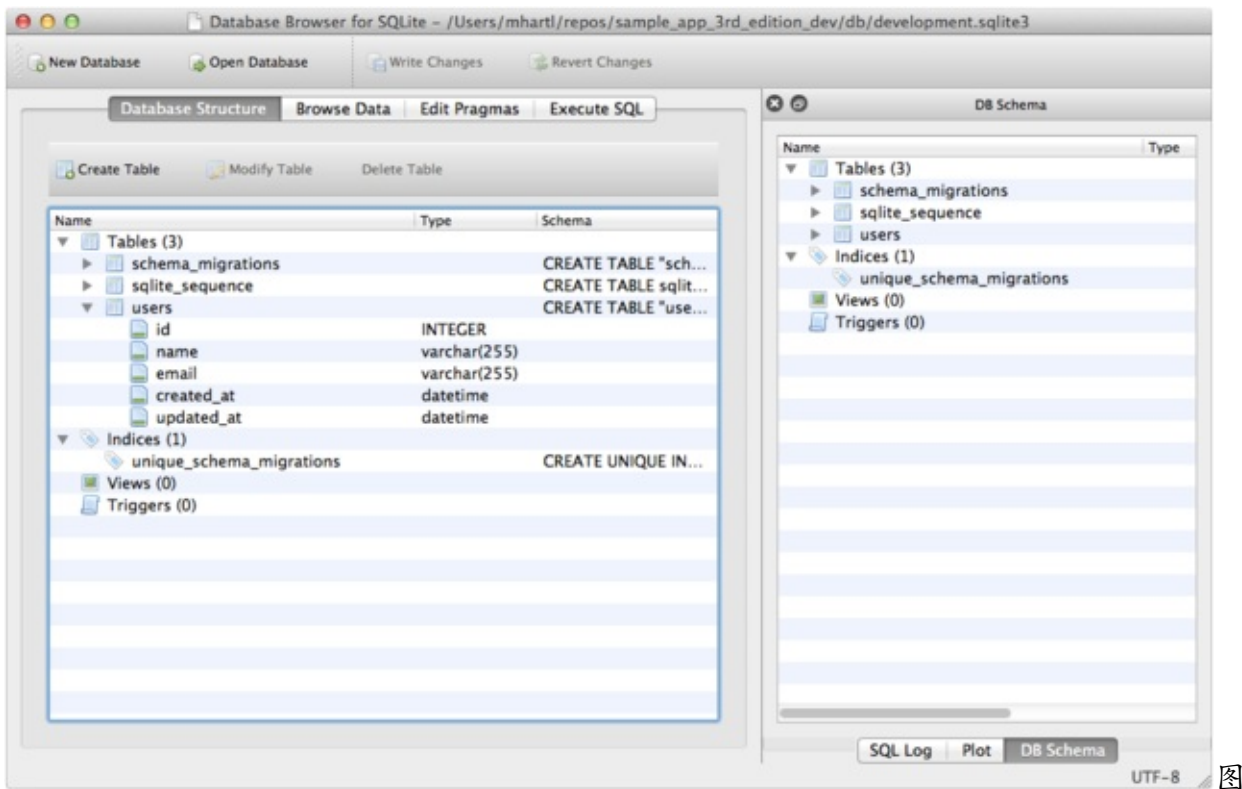 Database Browser for SQLite – /Users/mhartl/repos/sample_app_3rd_edition_dev/db/development.sqlite3
New Database Open Database Write Changes Revert Changes
Database Structure Browse Data Edit Pragmas Execute SQL
Create Table Modify Table Delete Table
Name Type Schema
Tables (3)
schema_migrations CREATE TABLE "sch...
sqlite_sequence CREATE TABLE sqlit...
users CREATE TABLE "use...
id INTEGER
name varchar(255)
email varchar(255)
created_at datetime
updated_at datetime
Indices (1)
unique_schema_migrations CREATE UNIQUE IN...
Views (0)
Triggers (0)
DB Schema
Name Type
Tables (3)
schema_migrations
sqlite_sequence
users
Indices (1)
unique_schema_migrations
Views (0)
Triggers (0)
SQL Log Plot DB Schema
UTF-8
图